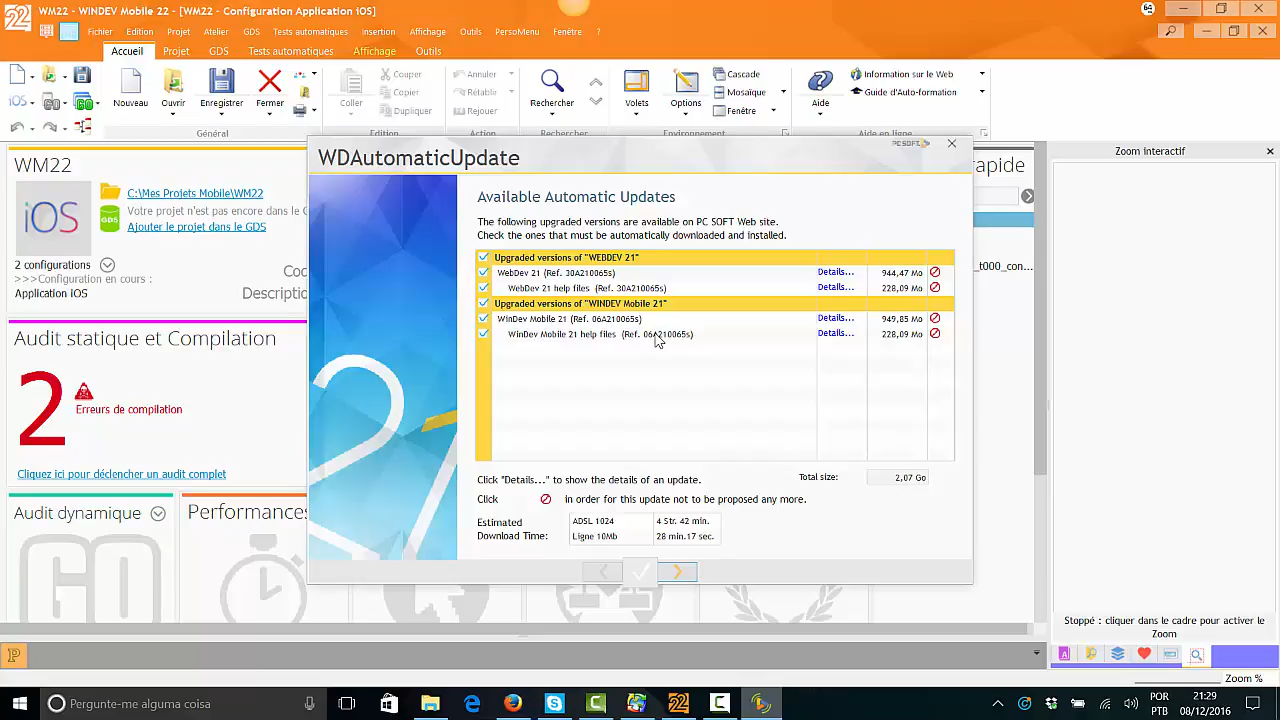 WM22 - WINDEV Mobile 22 - [WM22 - Configuration Application iOS]
64
Fichier Edition Projet Atelier GDS Tests automatiques Insertion Affichage Outils PersoMenu Fenêtre ?
Accueil Projet GDS Tests automatiques Affichage Outils
Nouveau Ouvrir Enregistrer Fermer
iOS
Coller
Couper
Copier
Dupliquer
Annuler
Rétablir
Rejouer
Rechercher
Volets
Options
Cascade
Mosaïque
Fenêtre
Aide
Information sur le Web
Guide d'Auto-formation
Général Edition Action Rechercher Environnement Aide en ligne
WM22
iOS
C:\Mes Projets Mobile\WM22
Votre projet n'est pas encore dans le G
Ajouter le projet dans le GDS
2 configurations
>>>Configuration en cours :
Application iOS
Cod
Description
Audit statique et Compilation
2
Erreurs de compilation
Cliquez ici pour déclencher un audit complet
Audit dynamique
Performances
GO
WDAutomaticUpdate
PC SOFT
Available Automatic Updates
The following upgraded versions are available on PC SOFT Web site.
Check the ones that must be automatically downloaded and installed.
Upgraded versions of "WEBDEV 21"
WebDev 21 (Ref. 30A210065s) Details... 944,47 Mo
WebDev 21 help files (Ref. 30A210065s) Details... 228,09 Mo
Upgraded versions of "WINDEV Mobile 21"
WinDev Mobile 21 (Ref. 06A210065s) Details... 949,85 Mo
WinDev Mobile 21 help files (Ref. 06A210065s) Details... 228,09 Mo
Click "Details..." to show the details of an update.
Total size: 2,07 Go
Click in order for this update not to be proposed any more.
Estimated
Download Time:
ADSL 1024 4 Str. 42 min.
Ligne 10Mb 28 min.17 sec.
rapide
_t000_con...
Zoom interactif
Stoppé : cliquer dans le cadre pour activer le
Zoom
Zoom %
Pergunte-me alguma coisa
POR
PTB
21:29
08/12/2016